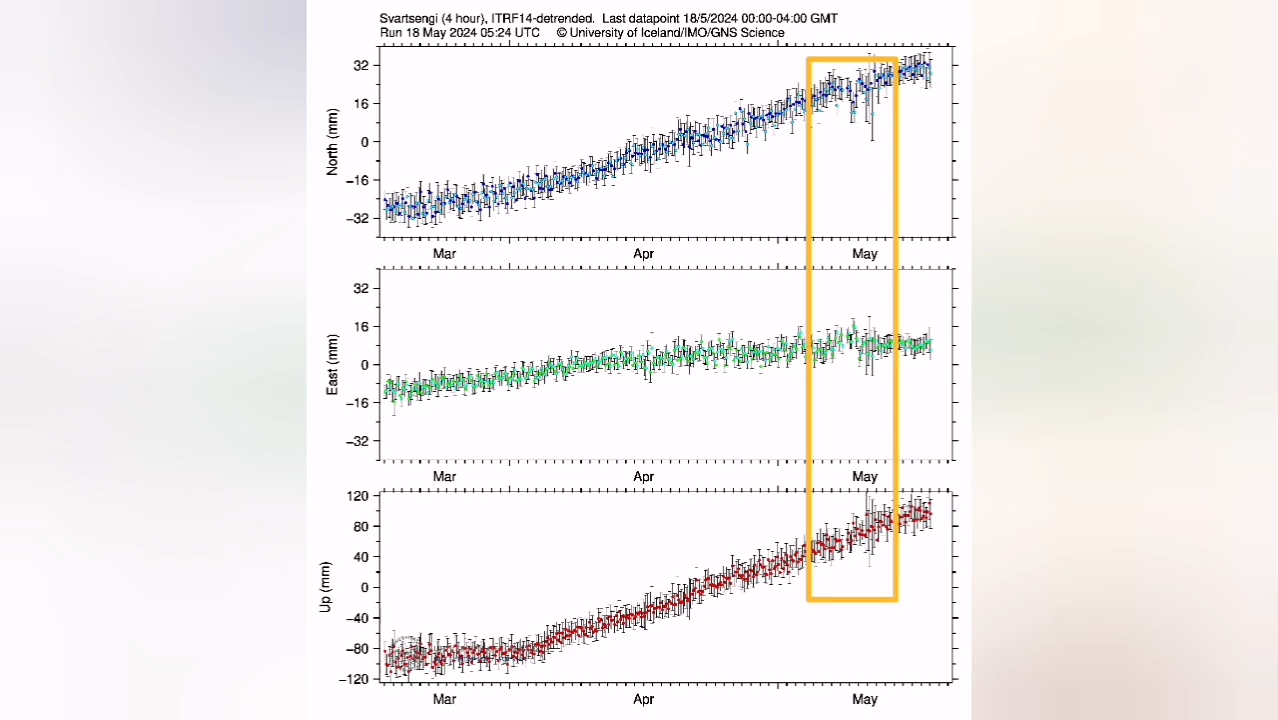 Svartsengi (4 hour), ITRF14-detrended. Last datapoint 18/5/2024 00:00-04:00 GMT
Run 18 May 2024 05:24 UTC © University of Iceland/IMO/GNS Science
North (mm)
32
16
0
−16
−32
Mar Apr May
East (mm)
32
16
0
−16
−32
Mar Apr May
Up (mm)
120
80
40
0
−40
−80
−120
Mar Apr May